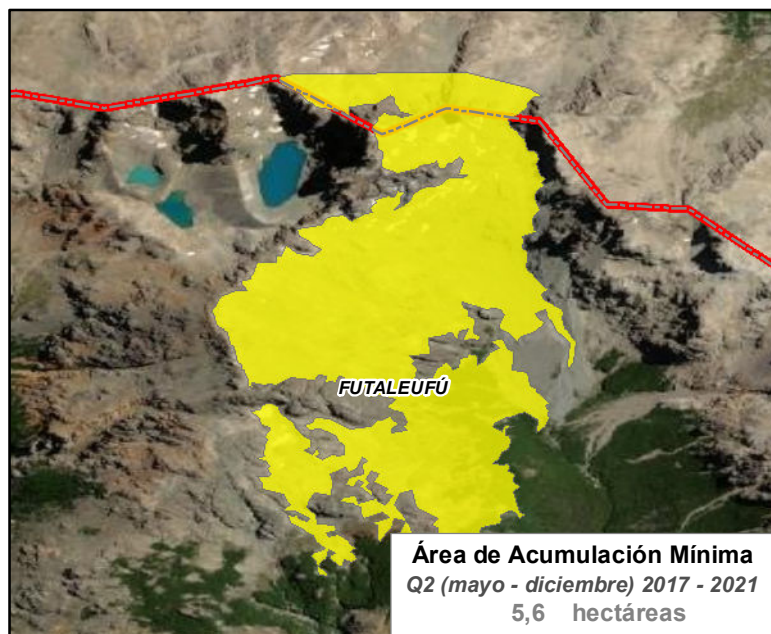 FUTALEUFÚ
Área de Acumulación Mínima
Q2 (mayo - diciembre) 2017 - 2021
5,6 hectáreas